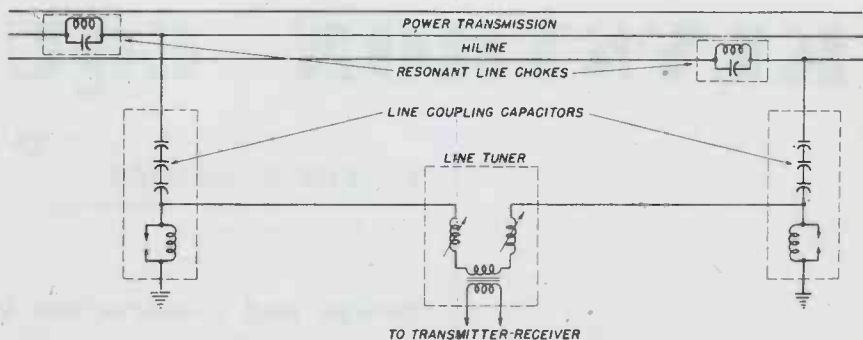 POWER TRANSMISSION
HILINE
RESONANT LINE CHOKES
LINE COUPLING CAPACITORS
LINE TUNER
TO TRANSMITTER-RECEIVER